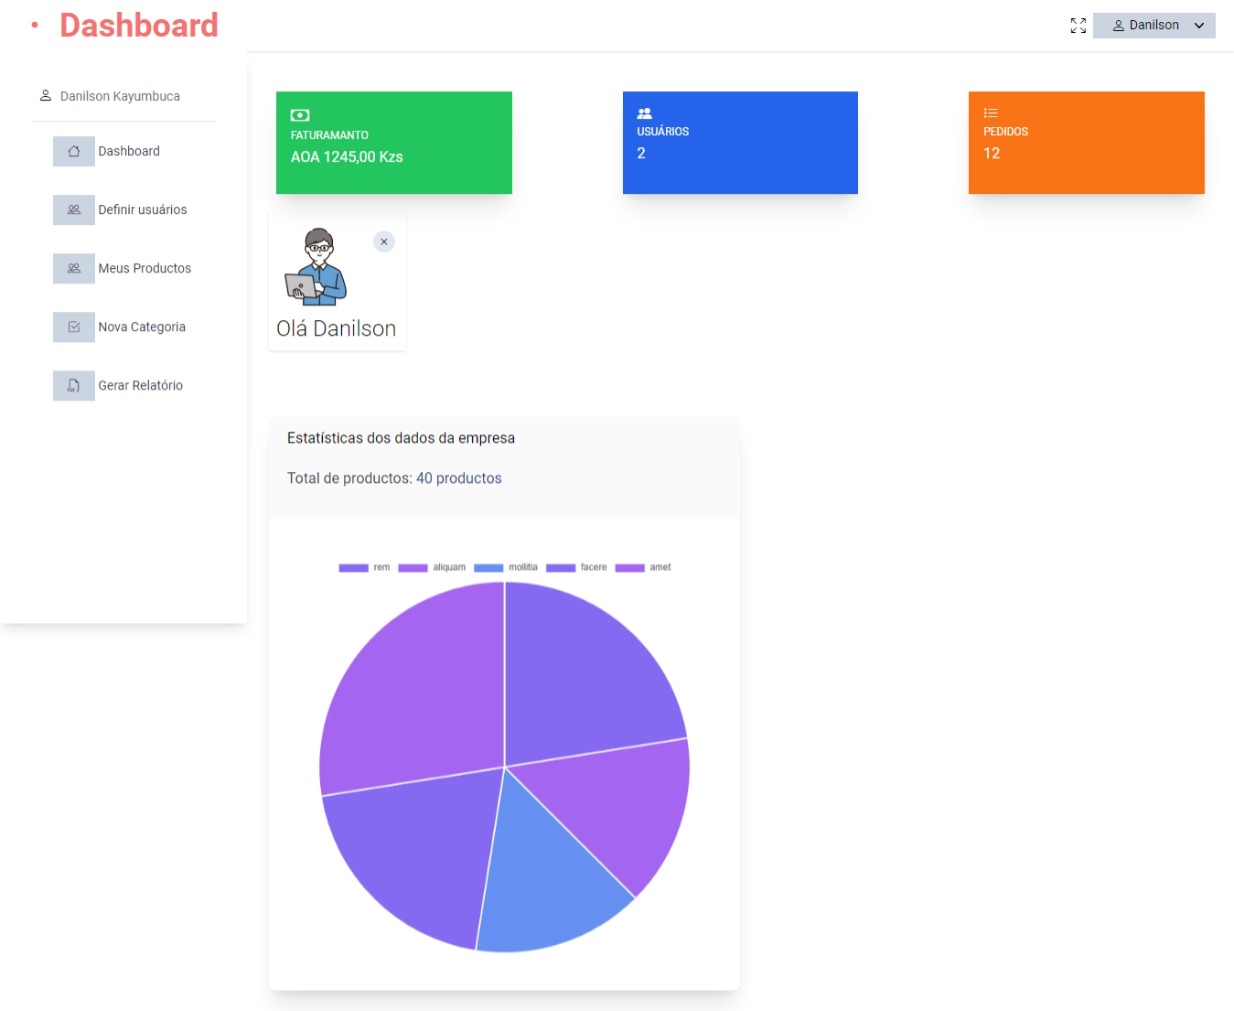 Dashboard
Danilson
Danilson Kayumbuca
Dashboard
Definir usuários
Meus Productos
Nova Categoria
Gerar Relatório
FATURAMANTO
AOA 1245,00 Kzs
USUÁRIOS
2
PEDIDOS
12
Olá Danilson
Estatísticas dos dados da empresa
Total de productos: 40 productos
rem aliquam mollitia facere amet